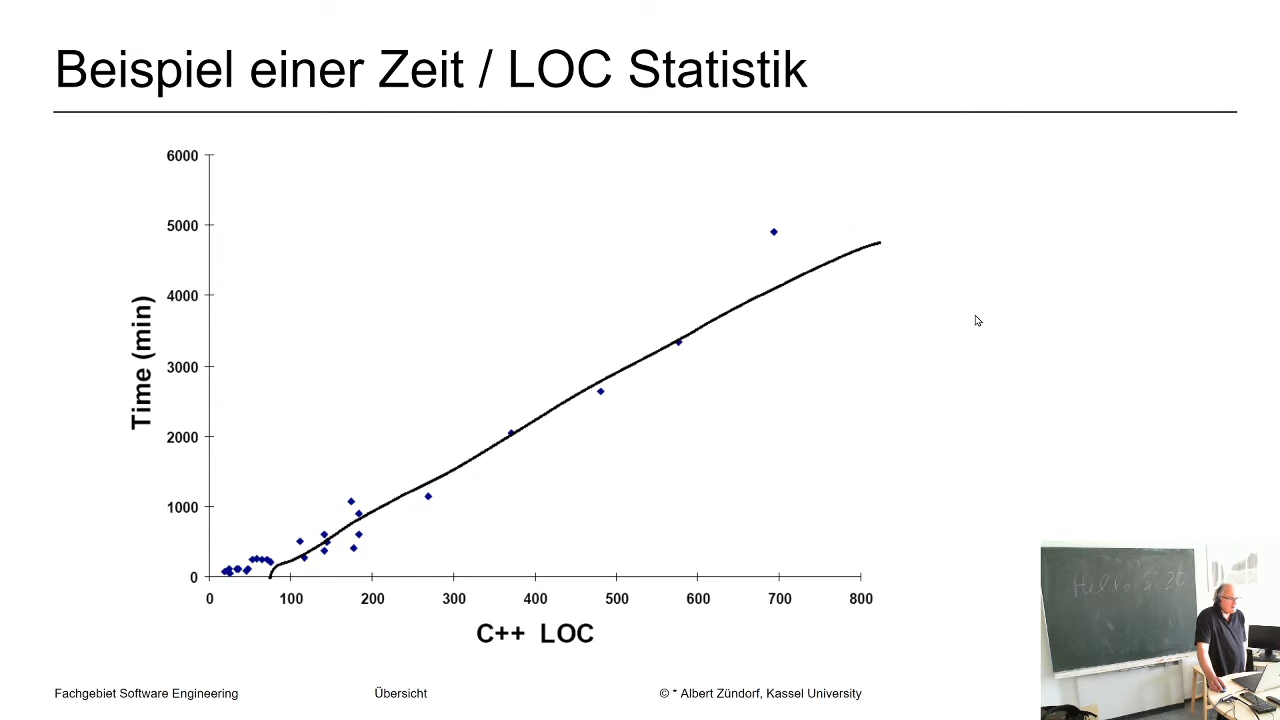 Beispiel einer Zeit / LOC Statistik
6000
5000
4000
3000
2000
1000
0
Time (min)
0 100 200 300 400 500 600 700 800
C++ LOC
Hello
Fachgebiet Software Engineering Übersicht © * Albert Zündorf, Kassel University